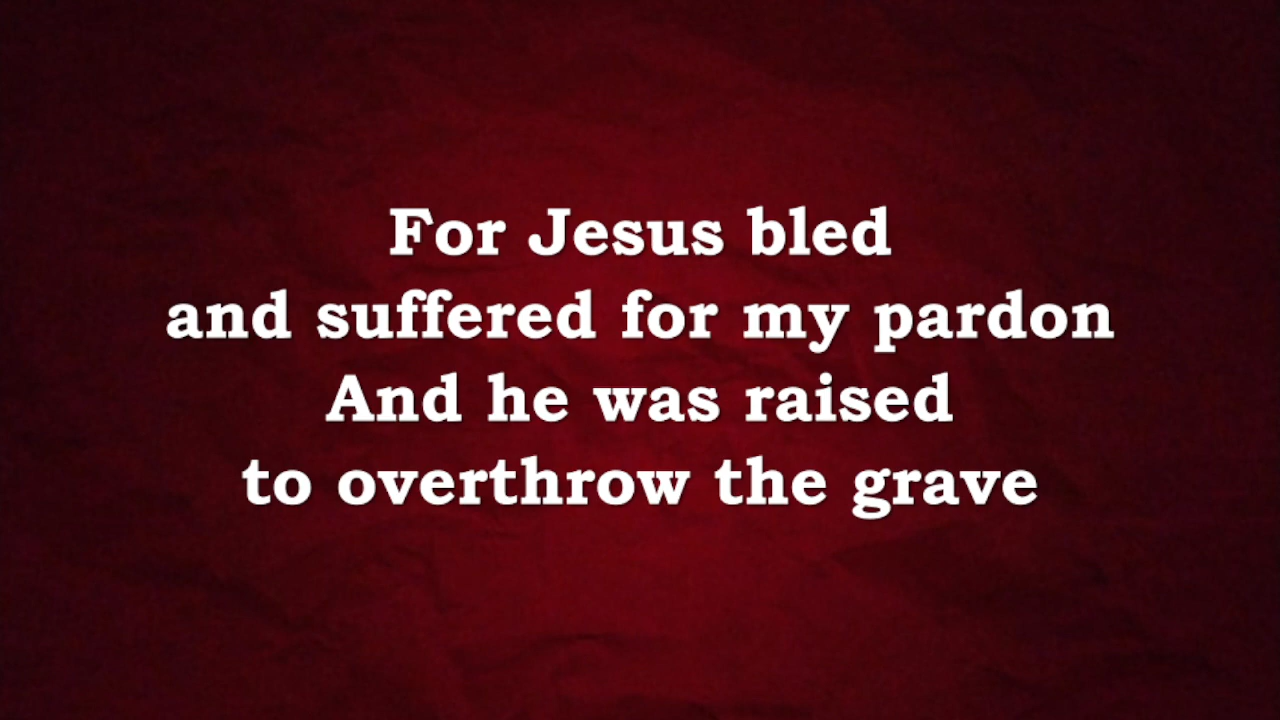 For Jesus bled
and suffered for my pardon
And he was raised
to overthrow the grave